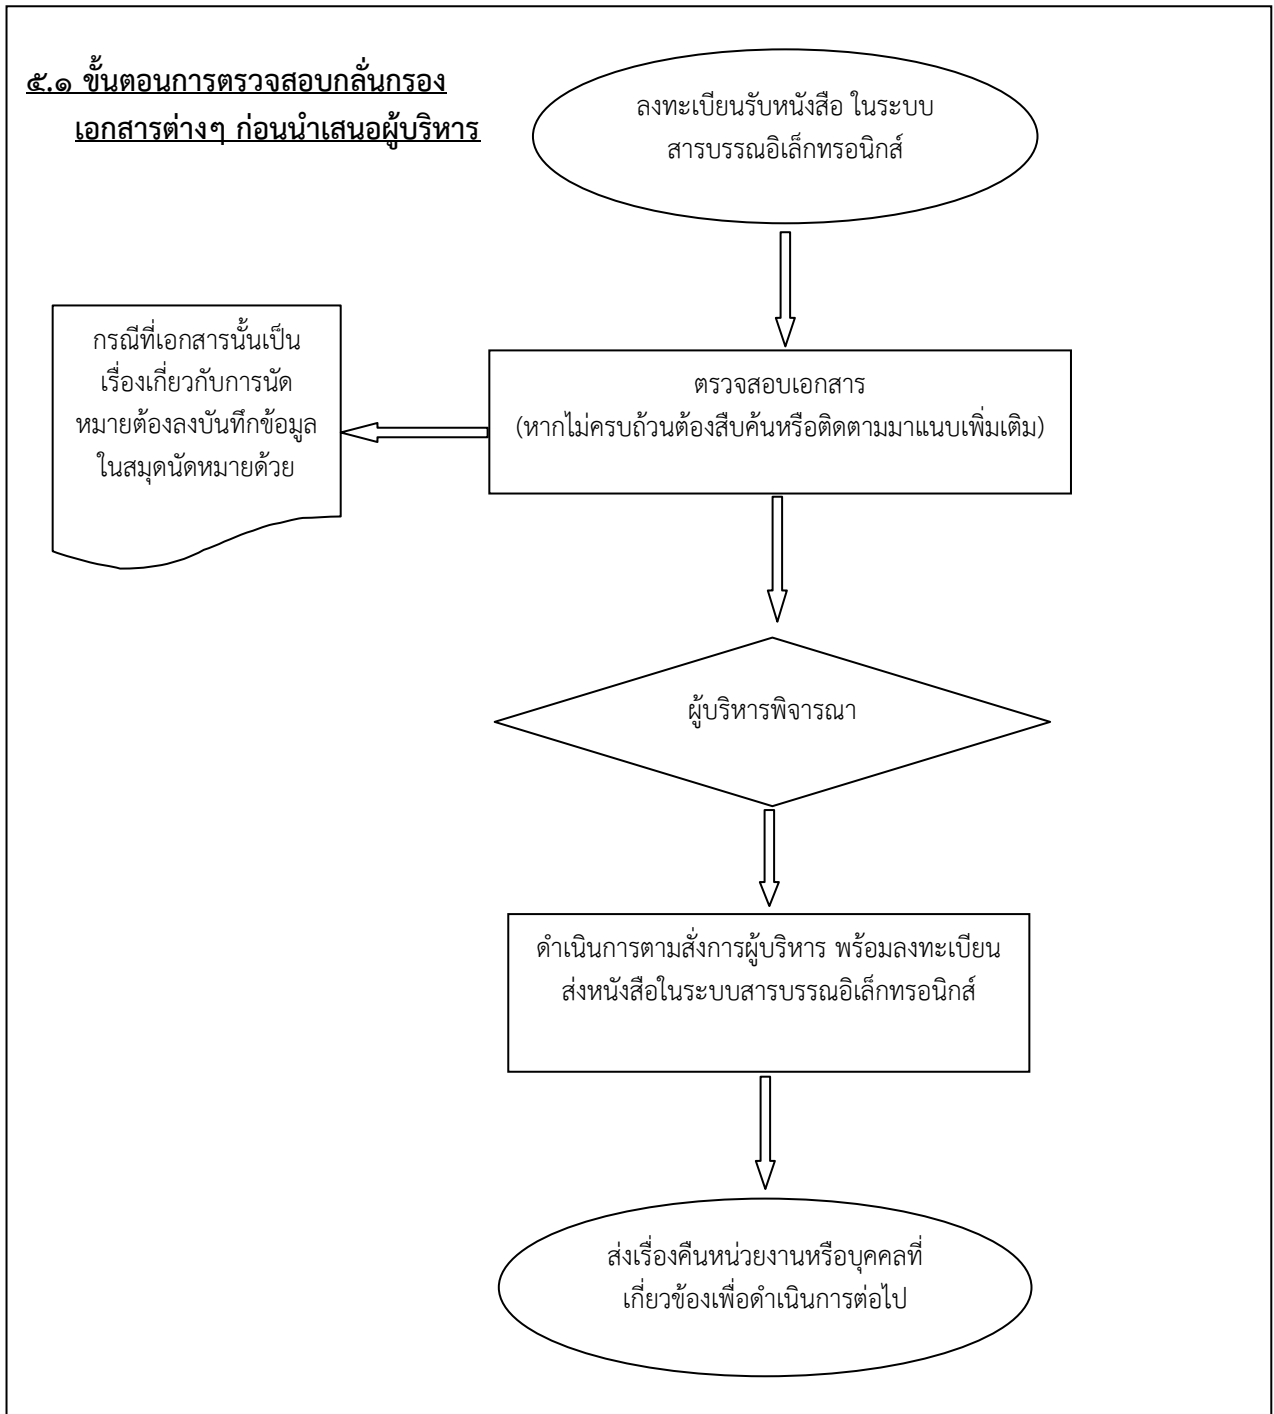 ๕.๑ ขั้นตอนการตรวจสอบกลั่นกรอง
เอกสารต่างๆ ก่อนนำเสนอผู้บริหาร
ลงทะเบียนรับหนังสือ ในระบบ
สารบรรณอิเล็กทรอนิกส์
กรณีที่เอกสารนั้นเป็น
เรื่องเกี่ยวกับการนัด
หมายต้องลงบันทึกข้อมูล
ในสมุดนัดหมายด้วย
ตรวจสอบเอกสาร
(หากไม่ครบถ้วนต้องสืบค้นหรือติดตามมาแนบเพิ่มเติม)
ผู้บริหารพิจารณา
ดำเนินการตามสั่งการผู้บริหาร พร้อมลงทะเบียน
ส่งหนังสือในระบบสารบรรณอิเล็กทรอนิกส์
ส่งเรื่องคืนหน่วยงานหรือบุคคลที่
เกี่ยวข้องเพื่อดำเนินการต่อไป